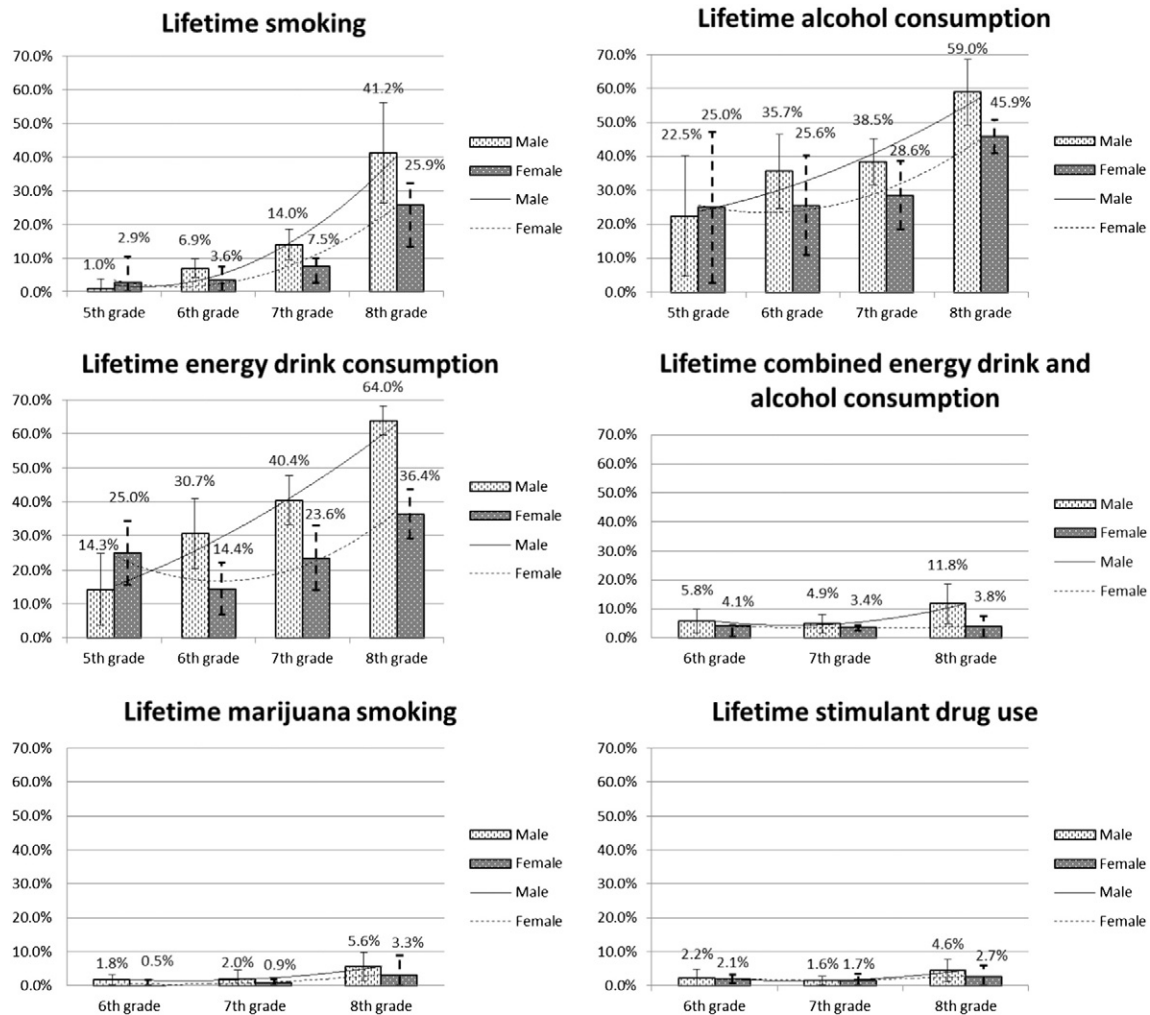 Lifetime smoking
70.0%
60.0%
50.0%
40.0%
30.0%
20.0%
10.0%
0.0%
1.0%
2.9%
6.9%
3.6%
14.0%
7.5%
41.2%
25.9%
5th grade 6th grade 7th grade 8th grade
Male
Female
Male
Female
Lifetime alcohol consumption
70.0%
60.0%
50.0%
40.0%
30.0%
20.0%
10.0%
0.0%
22.5%
25.0%
35.7%
25.6%
38.5%
28.6%
59.0%
45.9%
5th grade 6th grade 7th grade 8th grade
Male
Female
Male
Female
Lifetime energy drink consumption
70.0%
60.0%
50.0%
40.0%
30.0%
20.0%
10.0%
0.0%
14.3%
25.0%
30.7%
14.4%
40.4%
23.6%
64.0%
36.4%
5th grade 6th grade 7th grade 8th grade
Male
Female
Male
Female
Lifetime combined energy drink and
alcohol consumption
70.0%
60.0%
50.0%
40.0%
30.0%
20.0%
10.0%
0.0%
5.8%
4.1%
4.9%
3.4%
11.8%
3.8%
6th grade 7th grade 8th grade
Male
Female
Male
Female
Lifetime marijuana smoking
70.0%
60.0%
50.0%
40.0%
30.0%
20.0%
10.0%
0.0%
1.8%
0.5%
2.0%
0.9%
5.6%
3.3%
6th grade 7th grade 8th grade
Male
Female
Male
Female
Lifetime stimulant drug use
70.0%
60.0%
50.0%
40.0%
30.0%
20.0%
10.0%
0.0%
2.2%
2.1%
1.6%
1.7%
4.6%
2.7%
6th grade 7th grade 8th grade
Male
Female
Male
Female